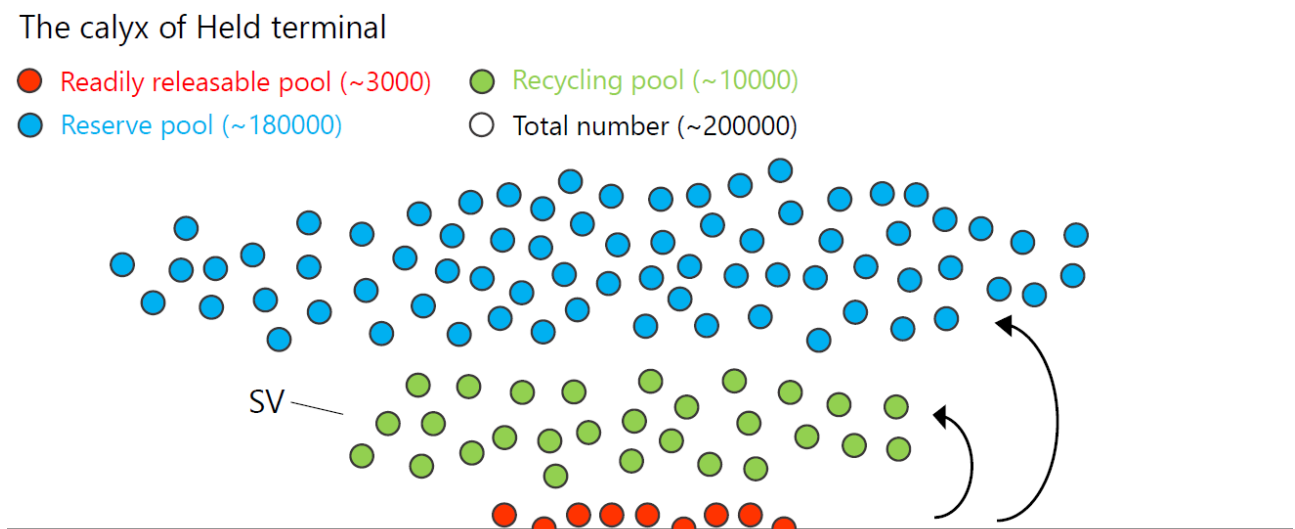 The calyx of Held terminal
Readily releasable pool (~3000)
Recycling pool (~10000)
Reserve pool (~180000)
Total number (~200000)
SV